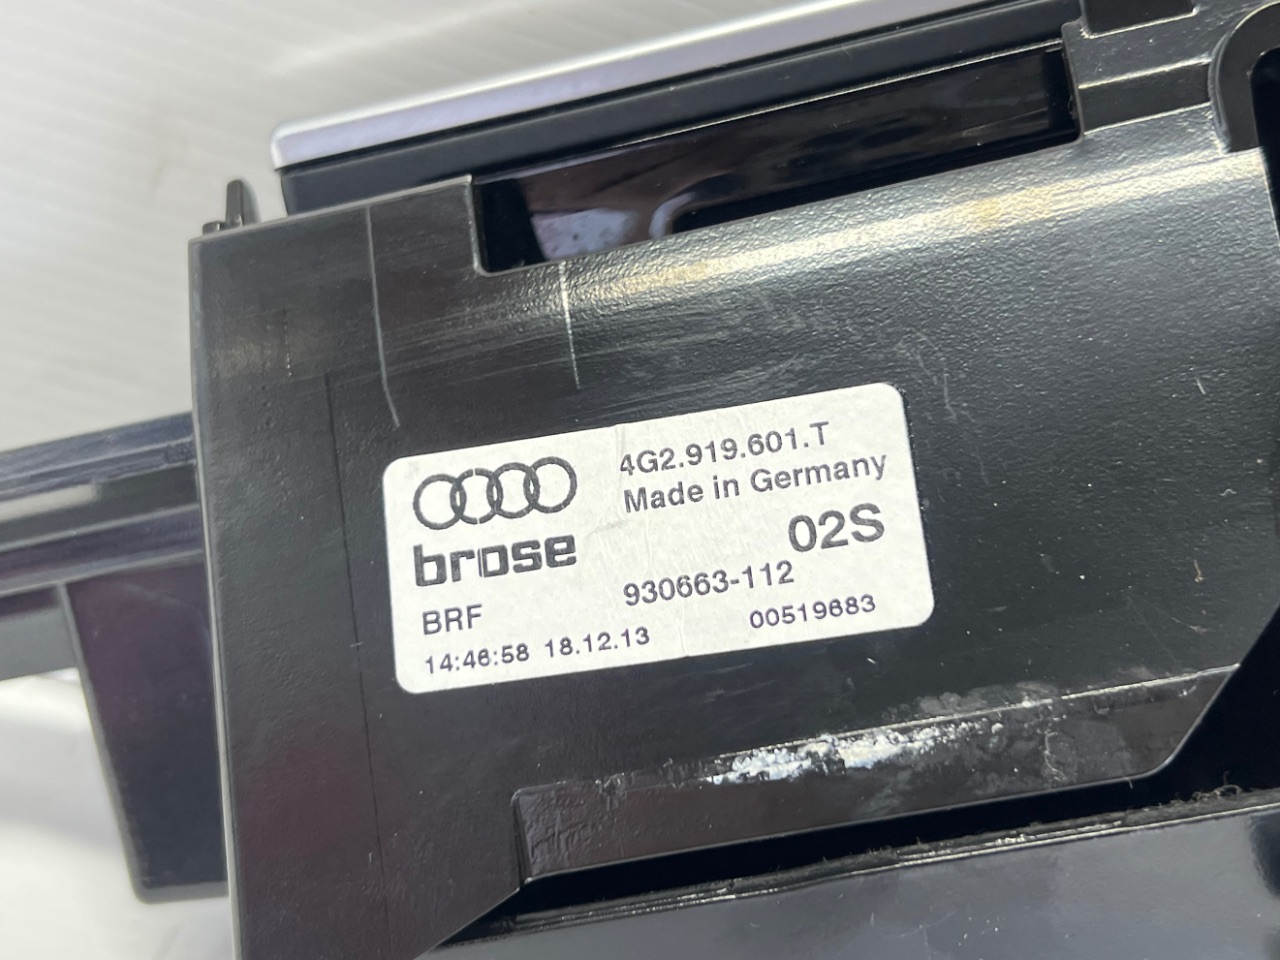 4G2.919.601.T
Made in Germany
brose
02S
930663-112
BRF
14:46:58 18.12.13
00519683